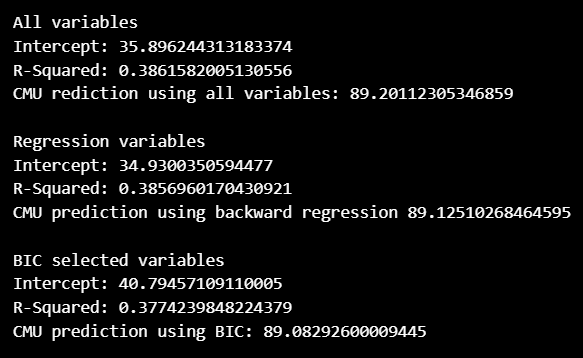 All variables
Intercept: 35.896244313183374
R-Squared: 0.3861582005130556
CMU rediction using all variables: 89.20112305346859
Regression variables
Intercept: 34.9300350594477
R-Squared: 0.3856960170430921
CMU prediction using backward regression 89.12510268464595
BIC selected variables
Intercept: 40.79457109110005
R-Squared: 0.3774239848224379
CMU prediction using BIC: 89.08292600009445